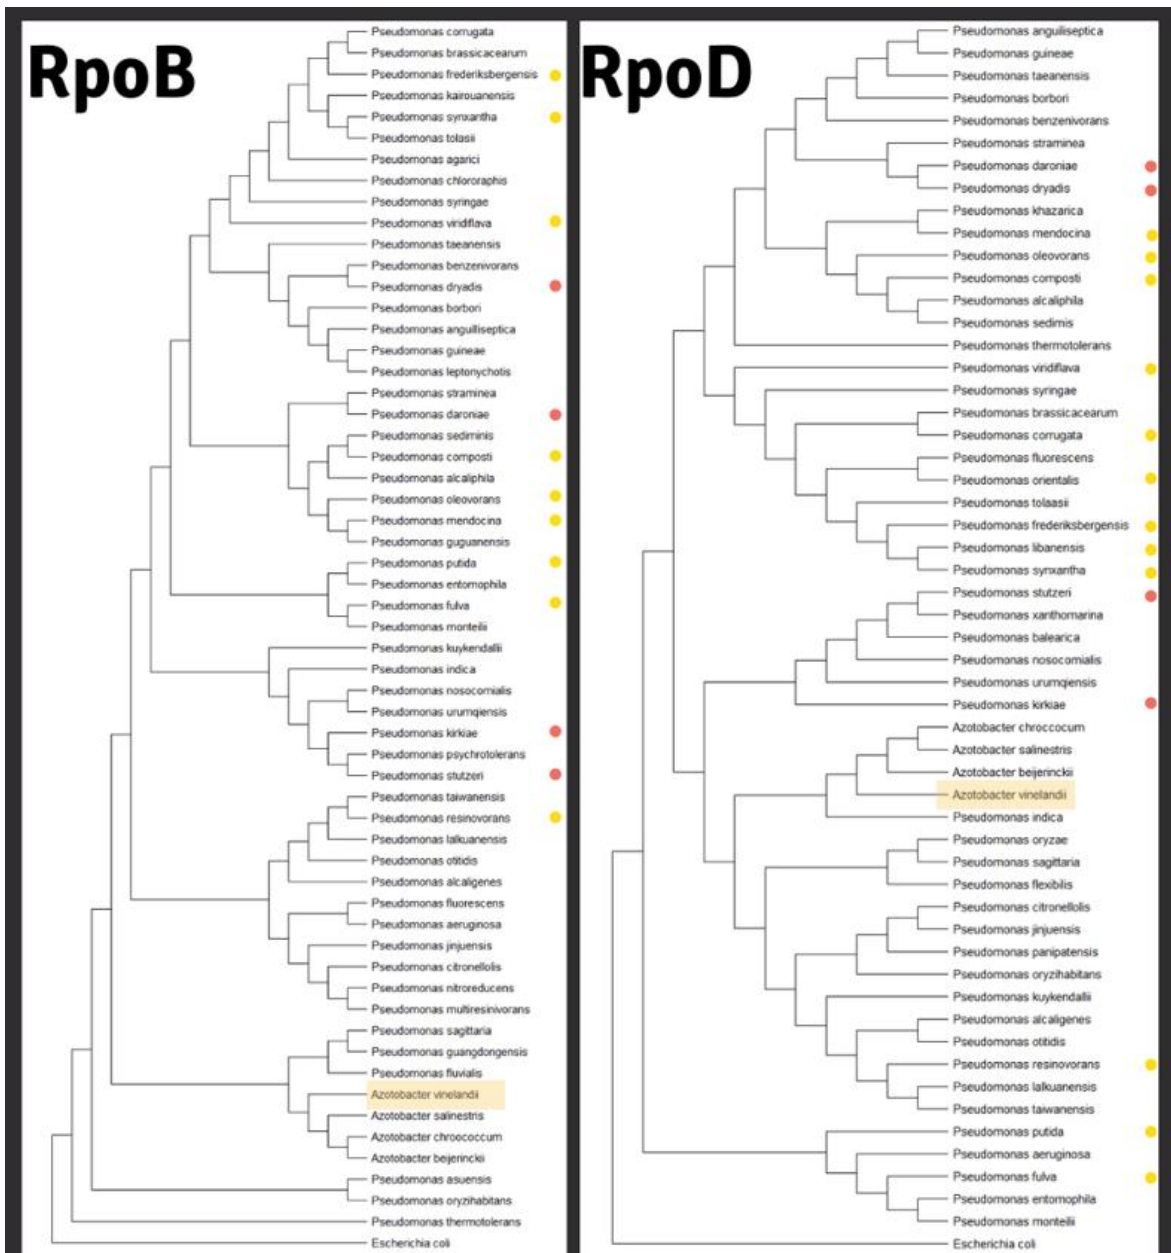 RpoB
Pseudomonas corrugata
Pseudomonas brassicacearum
Pseudomonas frederiksbergensis
Pseudomonas kairouanensis
Pseudomonas synxantha
Pseudomonas tolasii
Pseudomonas agarici
Pseudomonas chlororaphis
Pseudomonas syringae
Pseudomonas viridiflava
Pseudomonas taeanensis
Pseudomonas benzenivorans
Pseudomonas dryadis
Pseudomonas borbori
Pseudomonas anguilliseptica
Pseudomonas guineae
Pseudomonas leptonychotis
Pseudomonas straminea
Pseudomonas daroniae
Pseudomonas sediminis
Pseudomonas composti
Pseudomonas alcaliphila
Pseudomonas oleovorans
Pseudomonas mendocina
Pseudomonas guguanensis
Pseudomonas putida
Pseudomonas entomophila
Pseudomonas fulva
Pseudomonas monteilii
Pseudomonas kuykendallii
Pseudomonas indica
Pseudomonas nosocomialis
Pseudomonas urumqiensis
Pseudomonas kirkiae
Pseudomonas psychrotolerans
Pseudomonas stutzeri
Pseudomonas taiwanensis
Pseudomonas resinovorans
Pseudomonas lalkuanensis
Pseudomonas otitidis
Pseudomonas alcaligenes
Pseudomonas fluorescens
Pseudomonas aeruginosa
Pseudomonas jinjuensis
Pseudomonas citronellolis
Pseudomonas nitroreducens
Pseudomonas multiresinivorans
Pseudomonas sagittaria
Pseudomonas guangdongensis
Pseudomonas fluvialis
Azotobacter vinelandii
Azotobacter salinestris
Azotobacter chroococcum
Azotobacter beijerinckii
Pseudomonas asuensis
Pseudomonas oryzihabitans
Pseudomonas thermotolerans
Escherichia coli
RpoD
Pseudomonas anguiliseptica
Pseudomonas guineae
Pseudomonas taeanensis
Pseudomonas borbori
Pseudomonas benzenivorans
Pseudomonas straminea
Pseudomonas daroniae
Pseudomonas dryadis
Pseudomonas khazarica
Pseudomonas mendocina
Pseudomonas oleovorans
Pseudomonas composti
Pseudomonas alcaliphila
Pseudomonas sedimis
Pseudomonas thermotolerans
Pseudomonas viridiflava
Pseudomonas syringae
Pseudomonas brassicacearum
Pseudomonas corrugata
Pseudomonas fluorescens
Pseudomonas orientalis
Pseudomonas tolaasii
Pseudomonas frederiksbergensis
Pseudomonas libanensis
Pseudomonas synxantha
Pseudomonas stutzeri
Pseudomonas xanthomarina
Pseudomonas balearica
Pseudomonas nosocomialis
Pseudomonas urumqiensis
Pseudomonas kirkiae
Azotobacter chroccocum
Azotobacter salinestris
Azotobacter beijerinckii
Azotobacter vinelandii
Pseudomonas indica
Pseudomonas oryzae
Pseudomonas sagittaria
Pseudomonas flexibilis
Pseudomonas citronellolis
Pseudomonas jinjuensis
Pseudomonas panipatensis
Pseudomonas oryzihabitans
Pseudomonas kuykendallii
Pseudomonas alcaligenes
Pseudomonas otitidis
Pseudomonas resinovorans
Pseudomonas lalkuanensis
Pseudomonas taiwanensis
Pseudomonas putida
Pseudomonas aeruginosa
Pseudomonas fulva
Pseudomonas entomophila
Pseudomonas monteilii
Escherichia coli